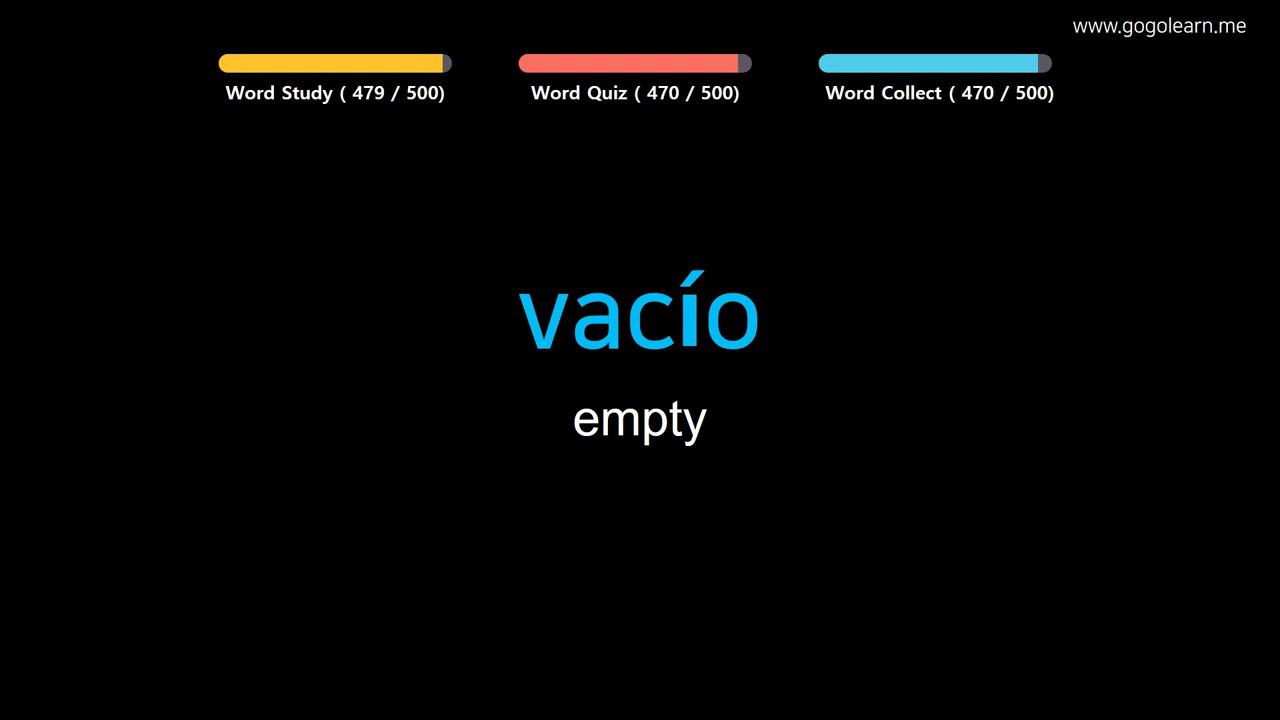 www.gogolearn.me
Word Study ( 479 / 500)
Word Quiz ( 470 / 500)
Word Collect ( 470 / 500)
vacío
empty